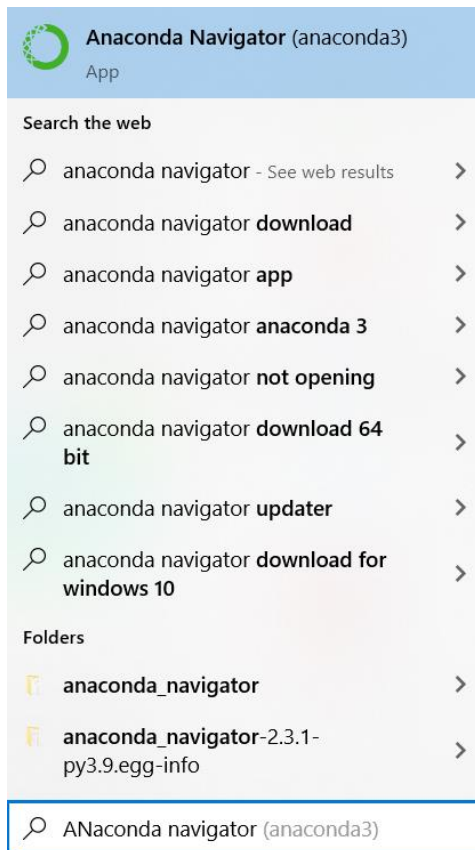 Anaconda Navigator (anaconda3)
App
Search the web
anaconda navigator - See web results
anaconda navigator download
anaconda navigator app
anaconda navigator anaconda 3
anaconda navigator not opening
anaconda navigator download 64
bit
anaconda navigator updater
anaconda navigator download for
windows 10
Folders
anaconda_navigator
anaconda_navigator-2.3.1-
py3.9.egg-info
ANaconda navigator (anaconda3)